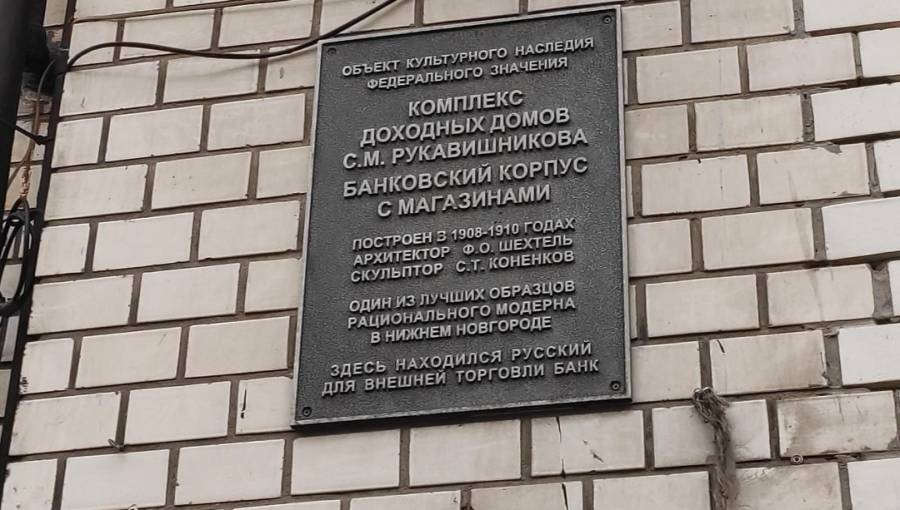 ОБЪЕКТ КУЛЬТУРНОГО НАСЛЕДИЯ
ФЕДЕРАЛЬНОГО ЗНАЧЕНИЯ
КОМПЛЕКС
ДОХОДНЫХ ДОМОВ
С.М. РУКАВИШНИКОВА
БАНКОВСКИЙ КОРПУС
С МАГАЗИНАМИ
ПОСТРОЕН В 1908-1910 ГОДАХ
АРХИТЕКТОР Ф.О. ШЕХТЕЛЬ
СКУЛЬПТОР С.Т. КОНЕНКОВ
ОДИН ИЗ ЛУЧШИХ ОБРАЗЦОВ
РАЦИОНАЛЬНОГО МОДЕРНА
В НИЖНЕМ НОВГОРОДЕ
ЗДЕСЬ НАХОДИЛСЯ РУССКИЙ
ДЛЯ ВНЕШНЕЙ ТОРГОВЛИ БАНК